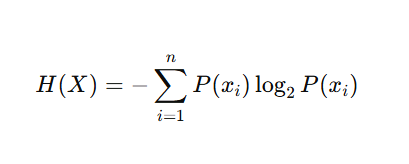 H(X) = − ∑_{i=1}^{n} P(x_i) log_2 P(x_i)